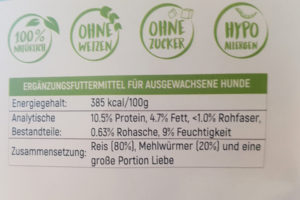 100%
NATÜRLICH
OHNE
WEIZEN
OHNE
ZUCKER
HYPO
ALLERGEN
ERGÄNZUNGSFUTTERMITTEL FÜR AUSGEWACHSENE HUNDE
Energiegehalt: 385 kcal/100g
Analytische 10.5% Protein, 4.7% Fett, <1.0% Rohfaser,
Bestandteile: 0.63% Rohasche, 9% Feuchtigkeit
Zusammensetzung: Reis (80%), Mehlwürmer (20%) und eine
große Portion Liebe